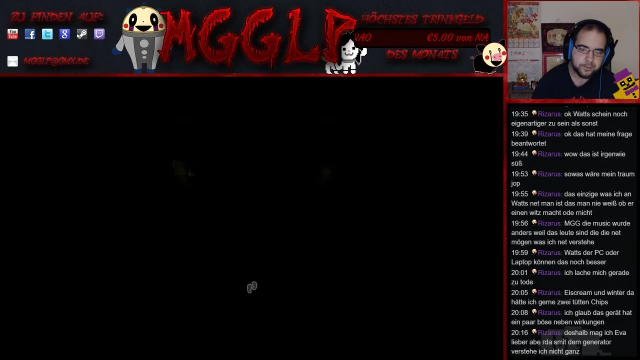 ZU FINDEN AUF:
MGGLP@GMX.DE
MGGLP
HÖCHSTES TRINKGELD
€5.00 von NA
DES MONATS
19:35 Rizarus: ok Watts schein noch
eigenartiger zu sein als sonst
19:39 Rizarus: ok das hat meine frage
beantwortet
19:44 Rizarus: wow das ist irgenwie
süß
19:53 Rizarus: sowas wäre mein traum
jop
19:55 Rizarus: das einzige was ich an
Watts net man ist das man nie weiß ob er
einen witz macht ode rnicht
19:56 Rizarus: MGG die music wurde
anders weil das leute sind die die net
mögen was ich net verstehe
19:59 Rizarus: Watts der PC oder
Laptop können das noch besser
20:01 Rizarus: ich lache mich gerade
zu tode
20:05 Rizarus: Eiscream und winter da
hätte ich gerne zwei tütten Chips
20:08 Rizarus: ich glaub das gerät hat
ein paar böse neben wirkungen
20:16 Rizarus: deshalb mag ich Eva
lieber abe rda smit dem generator
verstehe ich nicht ganz